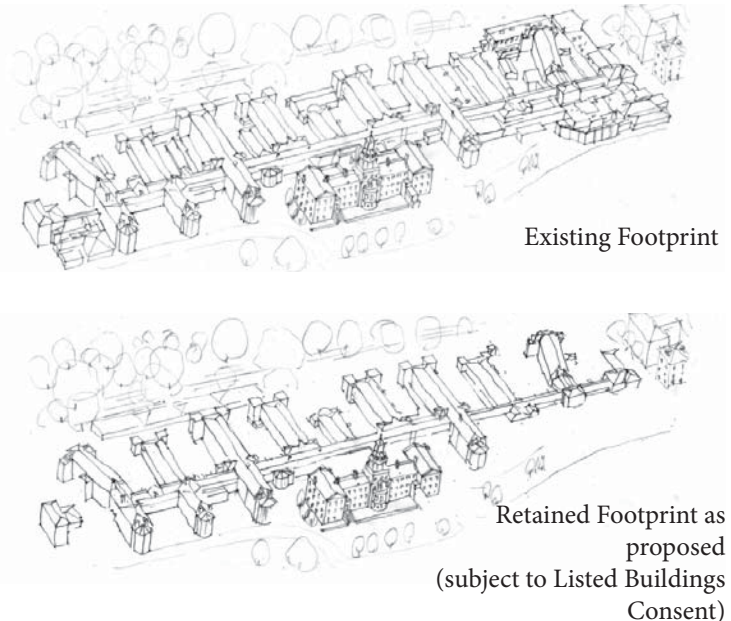 Existing Footprint
Retained Footprint as
proposed
(subject to Listed Buildings
Consent)